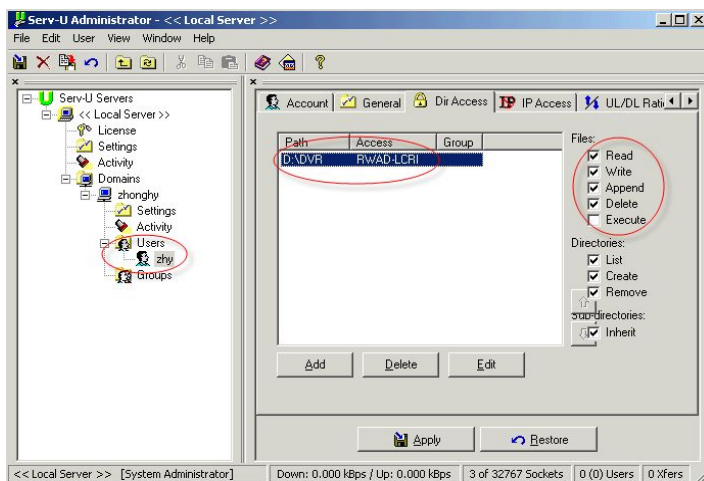 Serv-U Administrator - << Local Server >>
File Edit User View Window Help
Serv-U Servers
<< Local Server >>
License
Settings
Activity
Domains
zhonghy
Settings
Activity
Users
zhy
Groups
Account General Dir Access IP Access UL/DL Rati
Path Access Group
D:\DVR RWAD-LCRI
Files:
Read
Write
Append
Delete
Execute
Directories:
List
Create
Remove
Sub-directories:
Inherit
Add Delete Edit
Apply Restore
<< Local Server >> [System Administrator] Down: 0.000 kBps / Up: 0.000 kBps 3 of 32767 Sockets 0 (0) Users 0 Xfers